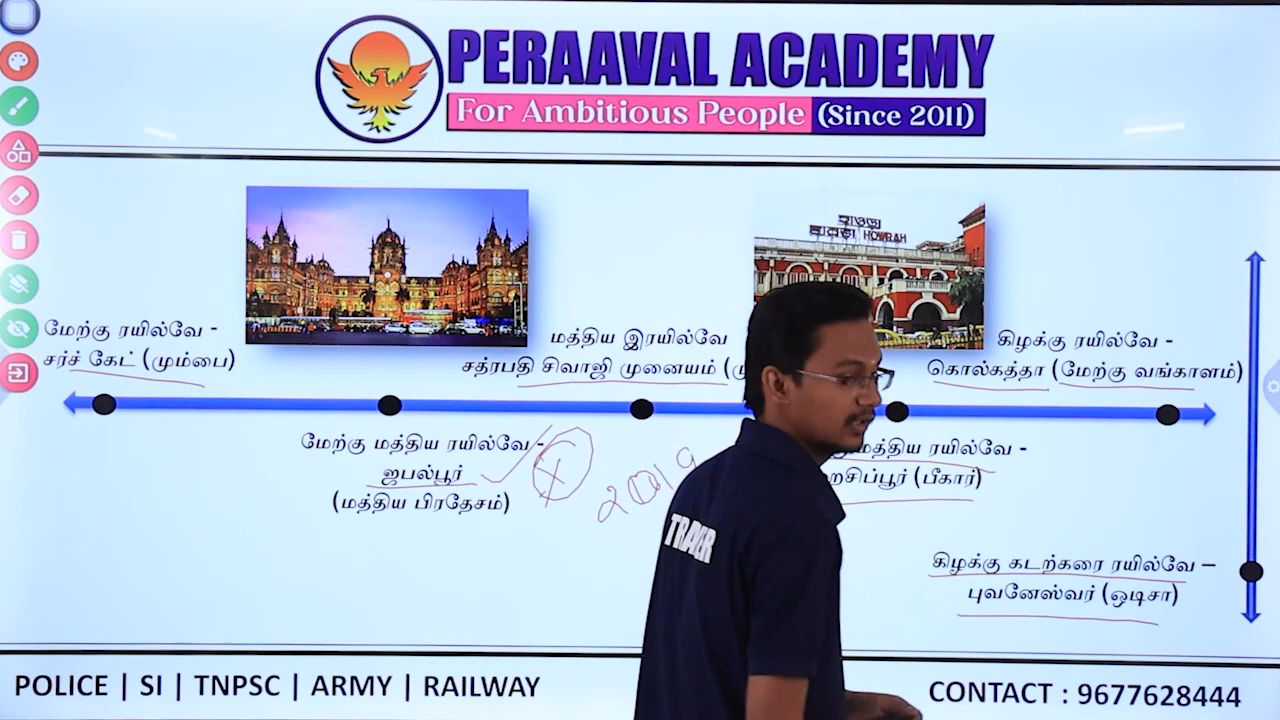 PERAAVAL ACADEMY
For Ambitious People (Since 2011)
HOWRAH
மேற்கு ரயில்வே -
சர்ச் கேட் (மும்பை)
மத்திய இரயில்வே
சத்ரபதி சிவாஜி முனையம்
கிழக்கு ரயில்வே -
கொல்கத்தா (மேற்கு வங்காளம்)
மேற்கு மத்திய ரயில்வே -
ஜபல்பூர்
(மத்திய பிரதேசம்)
மத்திய ரயில்வே -
(பீகார்)
கிழக்கு கடற்கரை ரயில்வே –
புவனேஸ்வர் (ஒடிசா)
POLICE | SI | TNPSC | ARMY | RAILWAY
CONTACT : 9677628444